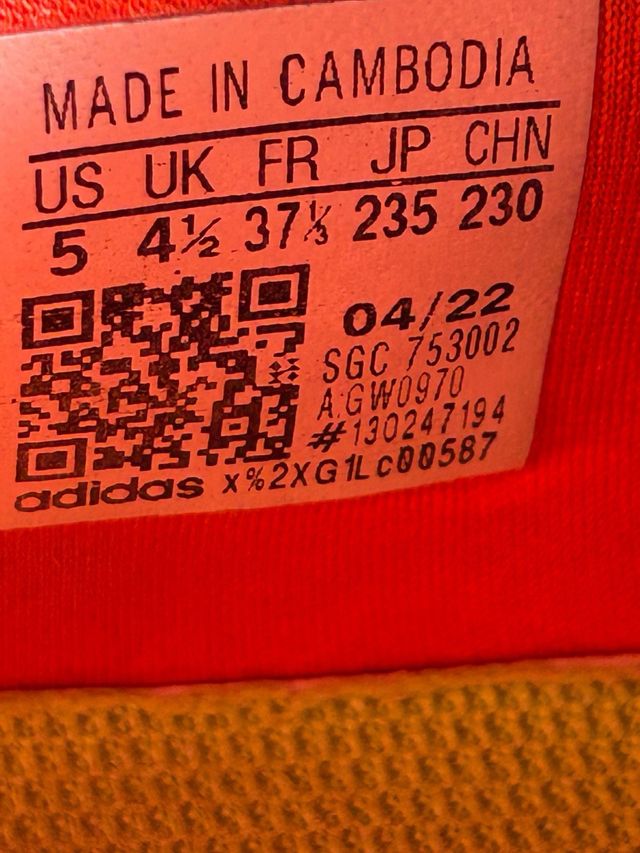 MADE IN CAMBODIA
US UK FR JP CHN
5 4½ 37⅓ 235 230
04/22
SGC 753002
A:GW0970
#130247194
adidas x%2XG1Lc00587